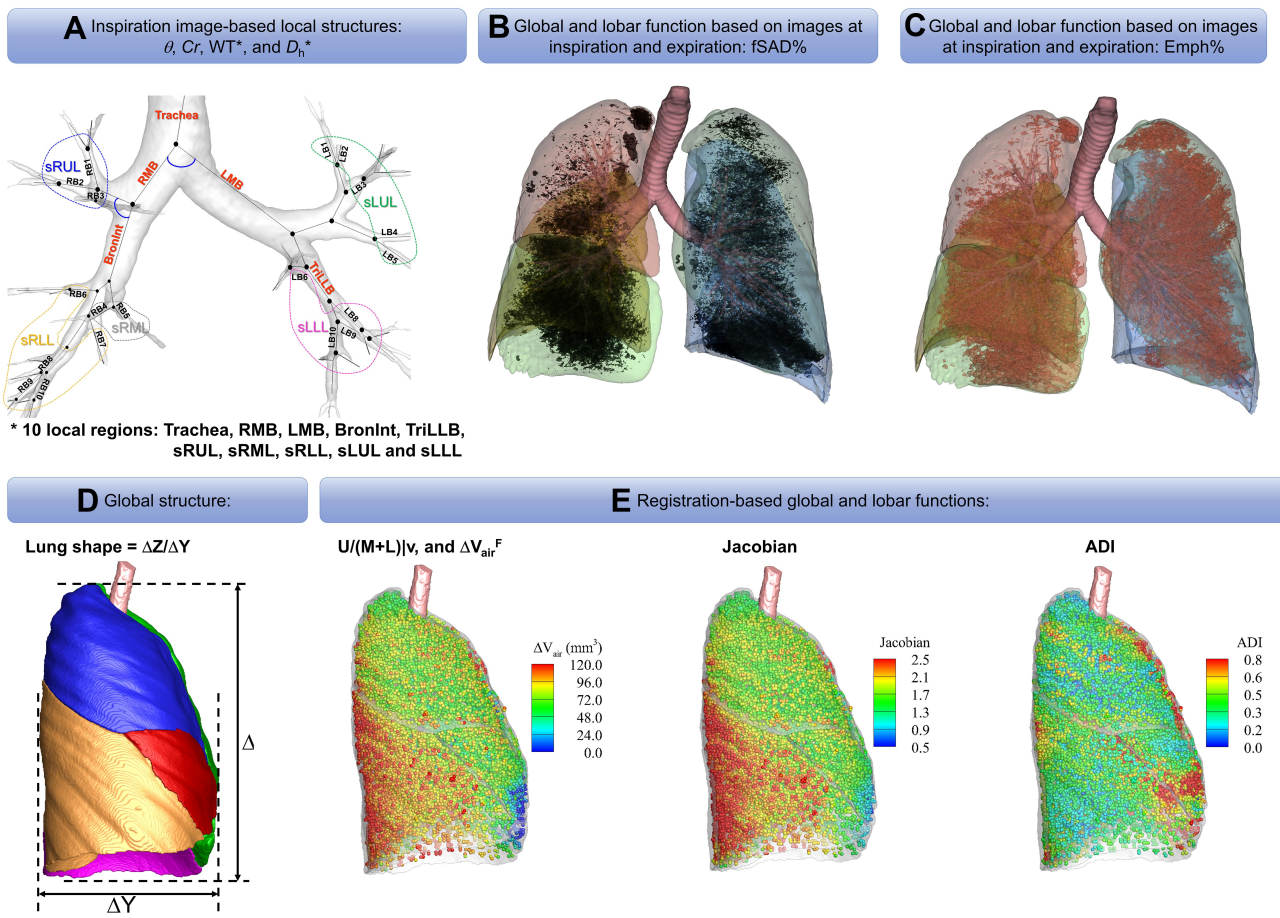 A Inspiration image-based local structures:
θ, Cr, WT*, and Dh*
B Global and lobar function based on images at
inspiration and expiration: fSAD%
C Global and lobar function based on images
at inspiration and expiration: Emph%
Trachea
RMB
LMB
BronInt
TriLLB
sRUL
RB1
RB2
RB3
LB1
LB2
LB3
sLUL
LB4
LB5
RB6
RB4
RB5
sRML
RB7
sRLL
RB8
RB9
RB10
LB6
sLLL
LB8
LB9
LB10
* 10 local regions: Trachea, RMB, LMB, BronInt, TriLLB,
sRUL, sRML, sRLL, sLUL and sLLL
D Global structure:
E Registration-based global and lobar functions:
Lung shape = ΔZ/ΔY
Δ
ΔY
U/(M+L)|v, and ΔVair F
ΔVair (mm³)
120.0
96.0
72.0
48.0
24.0
0.0
Jacobian
Jacobian
2.5
2.1
1.7
1.3
0.9
0.5
ADI
ADI
0.8
0.6
0.5
0.3
0.2
0.0